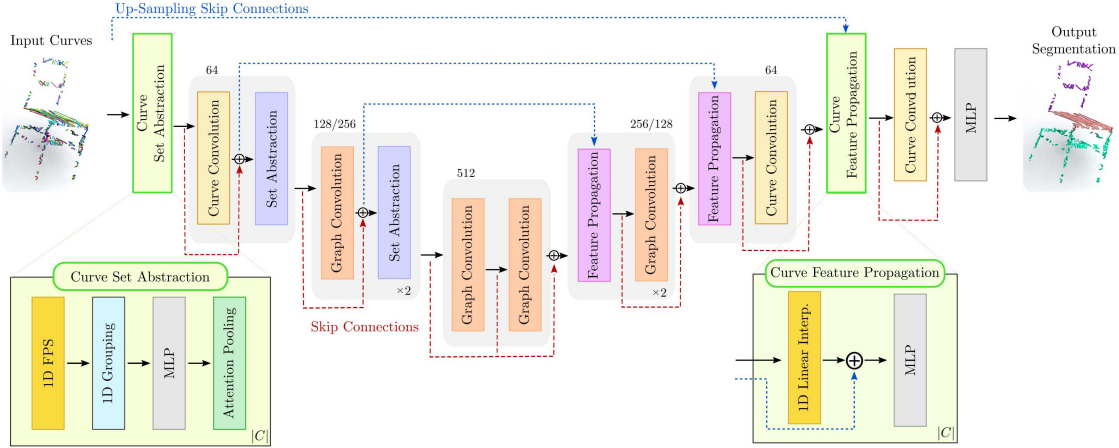 Up-Sampling Skip Connections
Input Curves
Output
Segmentation
Curve
Set Abstraction
64
Curve Convolution
Set Abstraction
128/256
Graph Convolution
Set Abstraction
×2
512
Graph Convolution
Graph Convolution
256/128
Feature Propagation
Graph Convolution
×2
64
Feature Propagation
Curve Convolution
Curve
Feature Propagation
Curve Convd ution
MLP
Skip Connections
Curve Set Abstraction
1D FPS
1D Grouping
MLP
Attention Pooling
|C|
Curve Feature Propagation
1D Linear Interp.
MLP
|C|